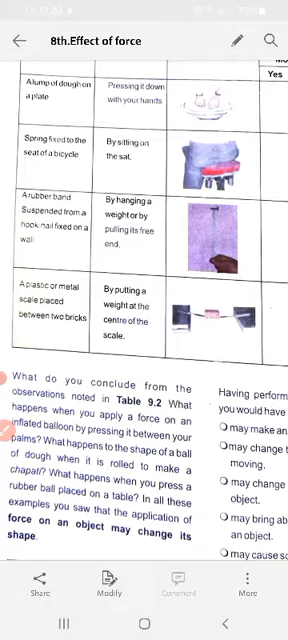 8th.Effect of force
Yes
A lump of dough on
a plate
Pressing it down
with your hands
Spring fixed to the
seat of a bicycle
By sitting on
the sat.
A rubber band
Suspended from a
hook nail fixed on a
wall
By hanging a
weight or by
pulling its free
end.
A plastic or metal
scale placed
between two bricks
By putting a
weight at the
centre of the
scale.
What do you conclude from the
observations noted in Table 9.2 What
happens when you apply a force on an
inflated balloon by pressing it between your
palms? What happens to the shape of a ball
of dough when it is rolled to make a
chapati? What happens when you press a
rubber ball placed on a table? In all these
examples you saw that the application of
force on an object may change its
shape.
Having perform
you would have
may make an
may change t
moving.
may change
object.
may bring ab
an object.
may cause so
Share
Modify
Comment
More